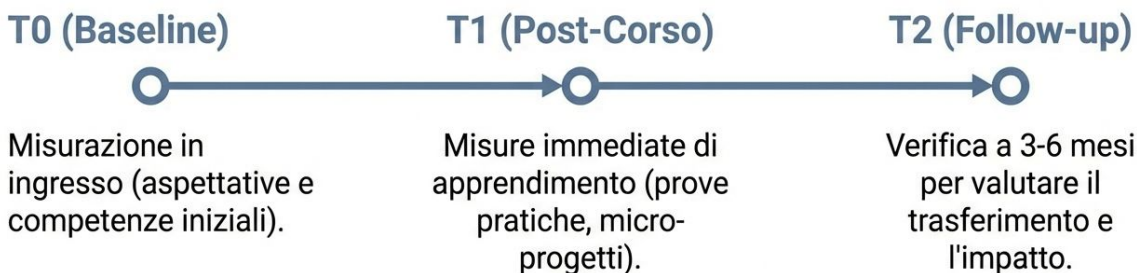 T0 (Baseline)
T1 (Post-Corso)
T2 (Follow-up)
Misurazione in
ingresso (aspettative e
competenze iniziali).
Misure immediate di
apprendimento (prove
pratiche, micro-
progetti).
Verifica a 3-6 mesi
per valutare il
trasferimento e
l'impatto.